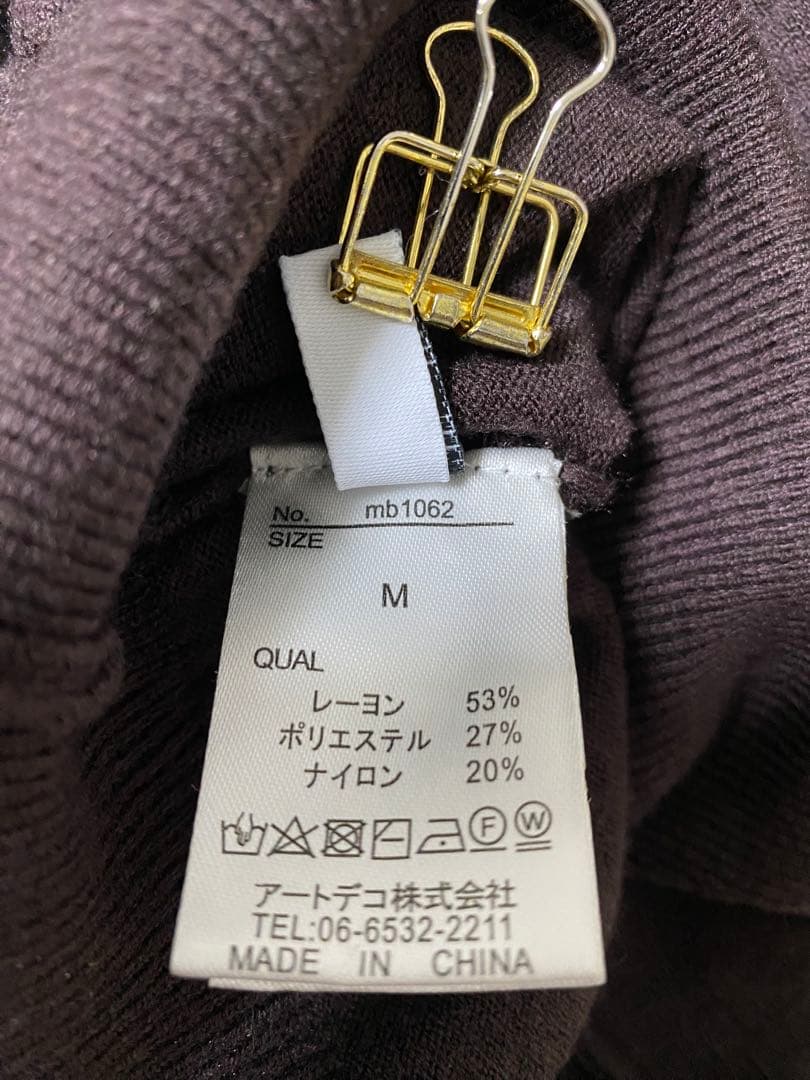 No. mb1062
SIZE
M
QUAL
レーヨン 53%
ポリエステル 27%
ナイロン 20%
F W
アートデコ株式会社
TEL:06-6532-2211
MADE IN CHINA